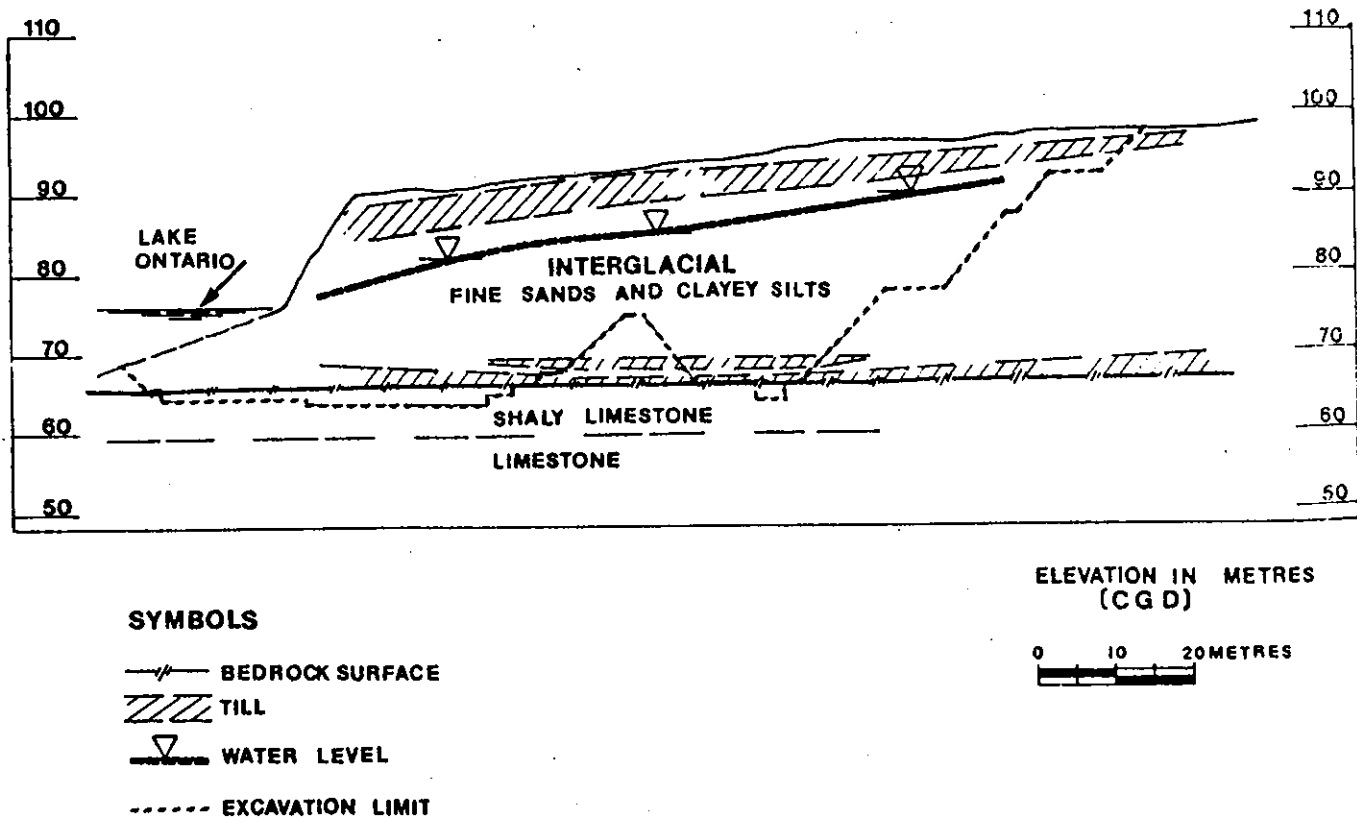 110 110
100 100
90 90
80 80
70 70
60 60
50 50
LAKE
ONTARIO
INTERGLACIAL
FINE SANDS AND CLAYEY SILTS
SHALY LIMESTONE
LIMESTONE
ELEVATION IN METRES
(CGD)
0 10 20 METRES
SYMBOLS
BEDROCK SURFACE
TILL
WATER LEVEL
EXCAVATION LIMIT